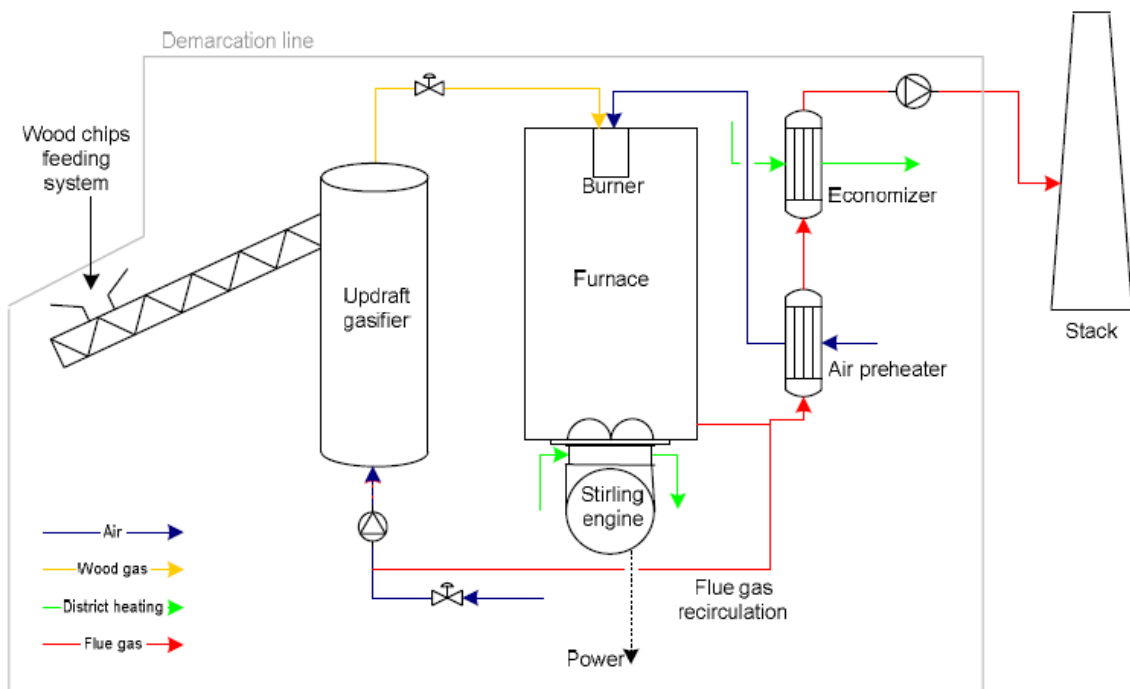 Demarcation line
Wood chips
feeding
system
Burner
Economizer
Furnace
Updraft
gasifier
Stack
Air preheater
Stirling
engine
Air
Wood gas
Flue gas
recirculation
District heating
Flue gas
Power